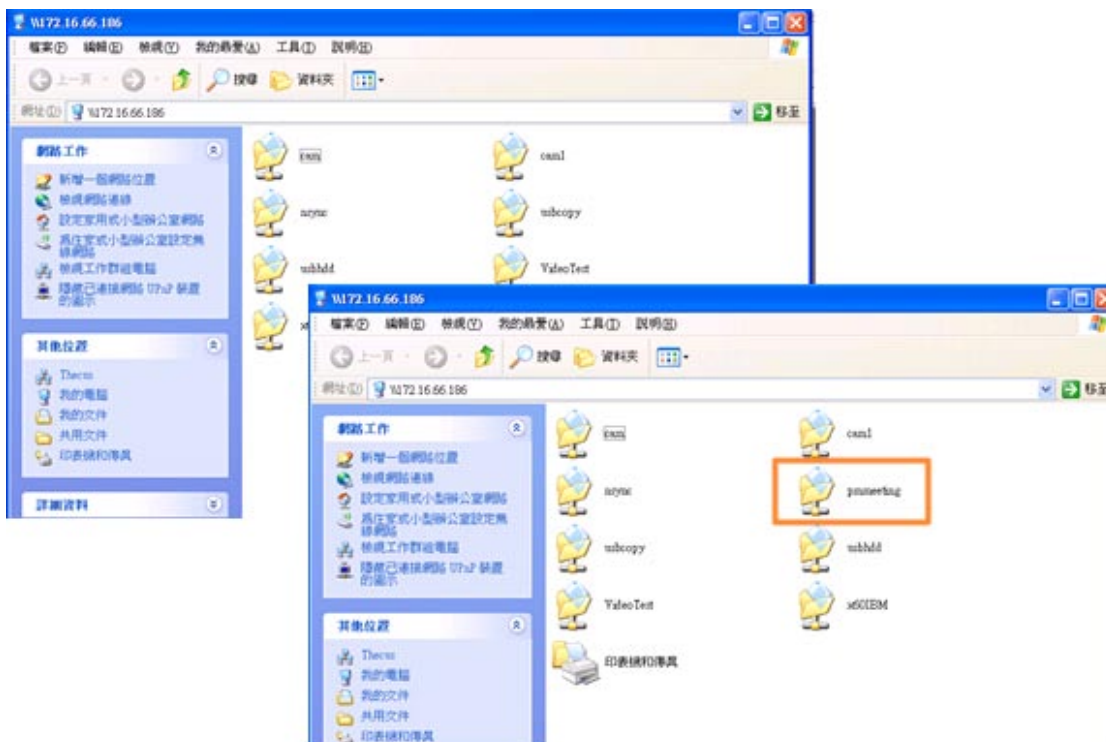 \\172.16.66.186
檔案(F) 編輯(E) 檢視(V) 我的最愛(A) 工具(T) 說明(H)
上一頁 搜尋 資料夾
網址(D) \\172.16.66.186 移至
網路工作
新增一個網路位置
檢視網路連線
設定家用或小型辦公室網路
為住家或小型辦公室設定無線網路
檢視工作群組電腦
隱藏已連接網路 UPnP 裝置的圖示
其他位置
Thecus
我的電腦
我的文件
共用文件
印表機和傳真
詳細資料
cam
cam1
nsync
usbcopy
usbhdd
VideoTest
\\172.16.66.186
檔案(F) 編輯(E) 檢視(V) 我的最愛(A) 工具(T) 說明(H)
上一頁 搜尋 資料夾
網址(D) \\172.16.66.186 移至
網路工作
新增一個網路位置
檢視網路連線
設定家用或小型辦公室網路
為住家或小型辦公室設定無線網路
檢視工作群組電腦
隱藏已連接網路 UPnP 裝置的圖示
其他位置
Thecus
我的電腦
我的文件
共用文件
印表機和傳真
cam
cam1
nsync
pmmeeting
usbcopy
usbhdd
VideoTest
x60IBM
印表機和傳真